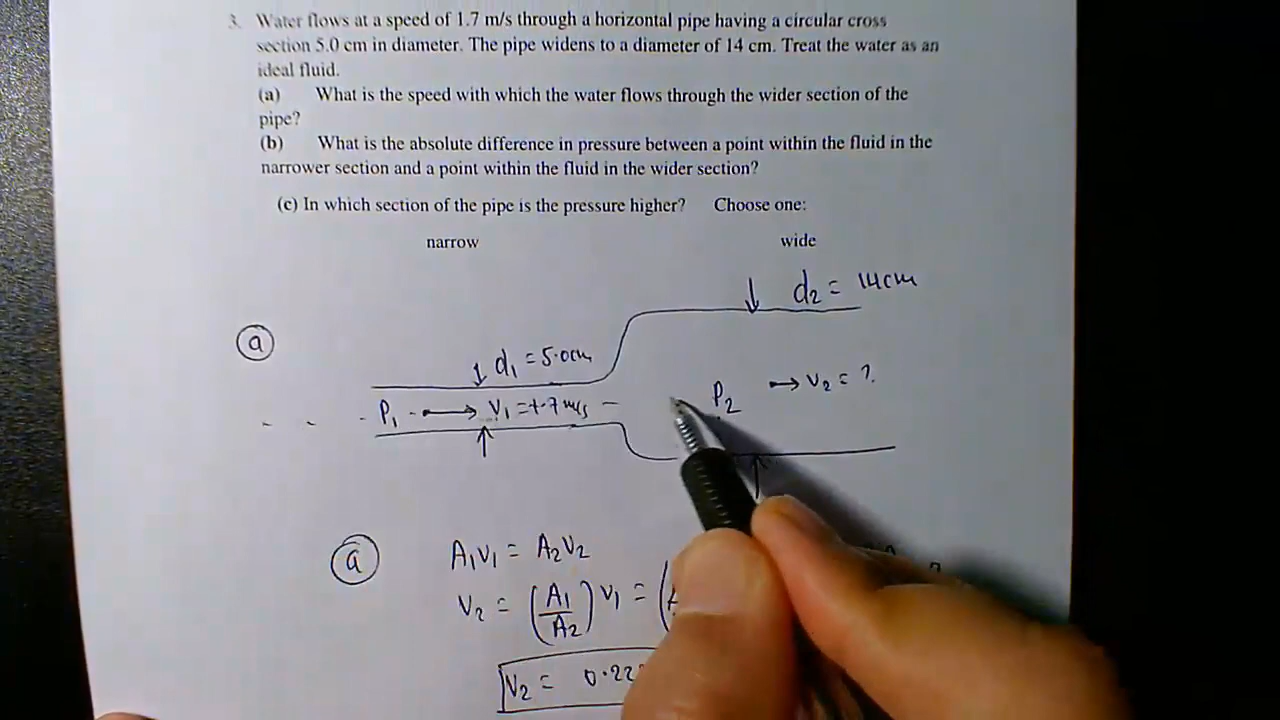 3. Water flows at a speed of 1.7 m/s through a horizontal pipe having a circular cross
section 5.0 cm in diameter. The pipe widens to a diameter of 14 cm. Treat the water as an
ideal fluid.
(a) What is the speed with which the water flows through the wider section of the
pipe?
(b) What is the absolute difference in pressure between a point within the fluid in the
narrower section and a point within the fluid in the wider section?
(c) In which section of the pipe is the pressure higher? Choose one:
narrow wide
d₂ = 14cm
a
d₁ = 5.0cm
P₁ → V₁ = 1.7 m/s P₂ → V₂ = ?
a A₁V₁ = A₂V₂
V₂ = (A₁/A₂) V₁ = (
V₂ = 0.22